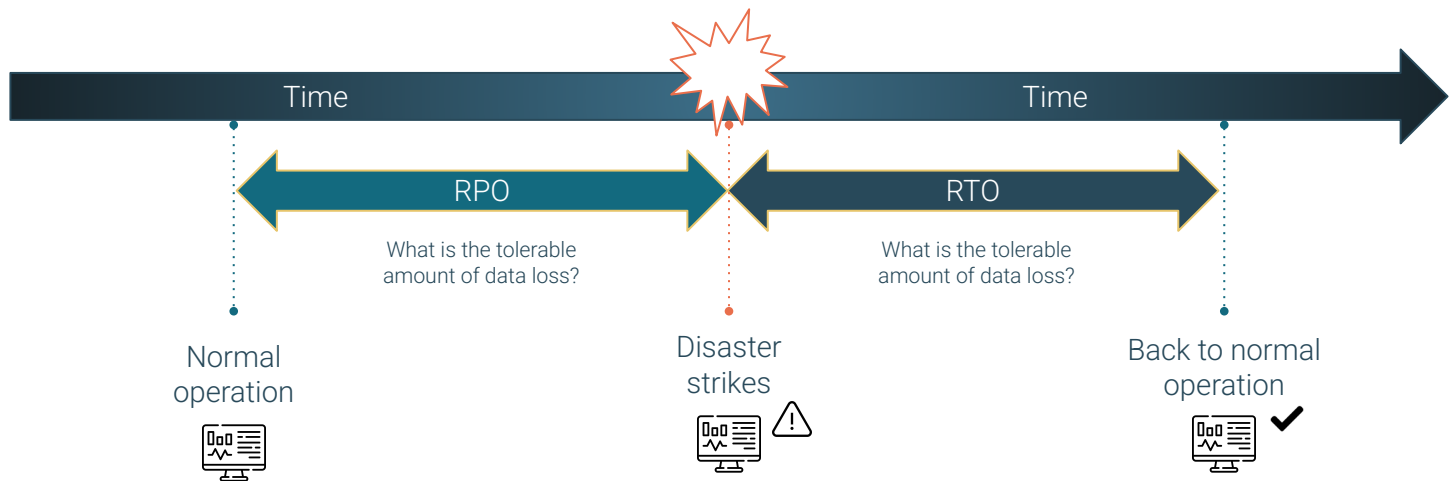 Time
Time
RPO
RTO
What is the tolerable
amount of data loss?
What is the tolerable
amount of data loss?
Normal
operation
Disaster
strikes
Back to normal
operation